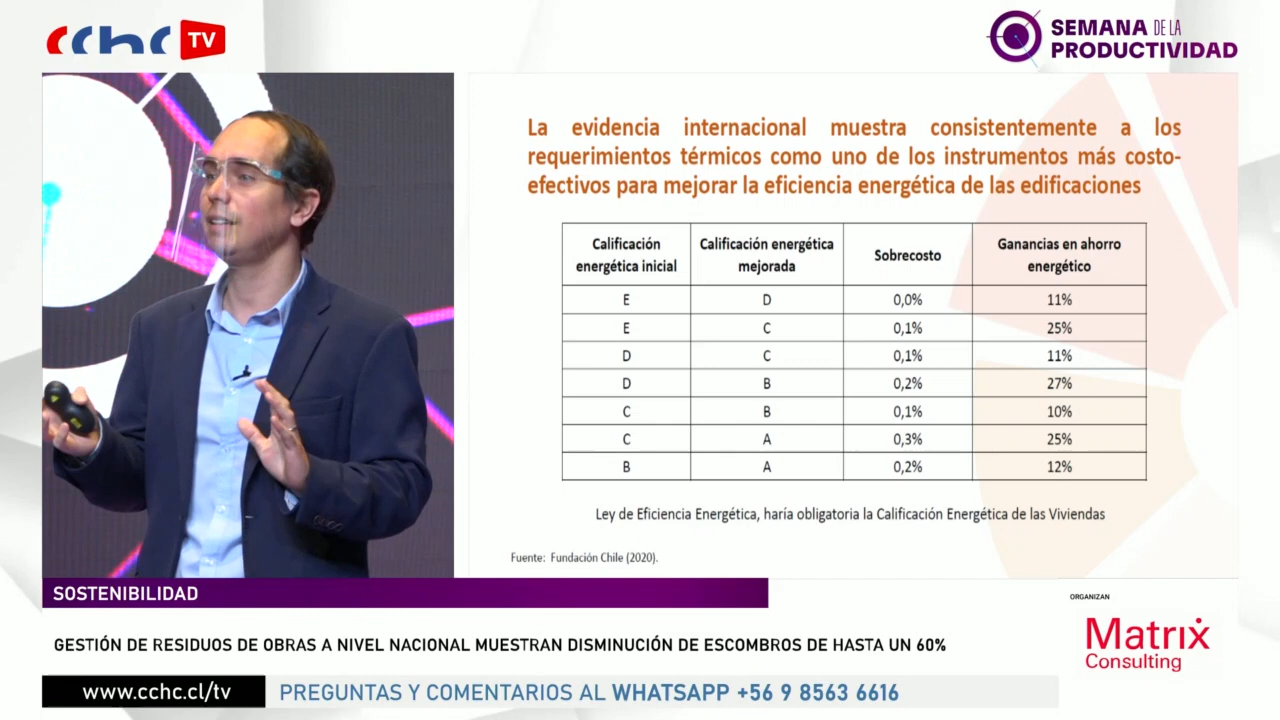 cchc TV
SEMANA DE LA
PRODUCTIVIDAD
La evidencia internacional muestra consistentemente a los
requerimientos térmicos como uno de los instrumentos más costo-
efectivos para mejorar la eficiencia energética de las edificaciones
Calificación energética inicial Calificación energética mejorada Sobrecosto Ganancias en ahorro energético
E D 0,0% 11%
E C 0,1% 25%
D C 0,1% 11%
D B 0,2% 27%
C B 0,1% 10%
C A 0,3% 25%
B A 0,2% 12%
Ley de Eficiencia Energética, haría obligatoria la Calificación Energética de las Viviendas
Fuente: Fundación Chile (2020).
SOSTENIBILIDAD
ORGANIZAN
GESTIÓN DE RESIDUOS DE OBRAS A NIVEL NACIONAL MUESTRAN DISMINUCIÓN DE ESCOMBROS DE HASTA UN 60%
Matrix
Consulting
www.cchc.cl/tv PREGUNTAS Y COMENTARIOS AL WHATSAPP +56 9 8563 6616